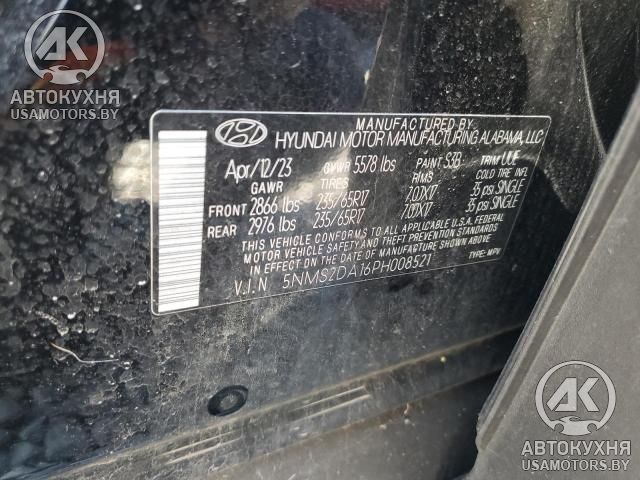 AK
АВТОКУХНЯ
USAMOTORS.BY
MANUFACTURED BY
HYUNDAI MOTOR MANUFACTURING ALABAMA, LLC
Apr/12/23 GVWR 5578 lbs PAINT S3B TRIM UUE
GAWR TIRES RIMS COLD TIRE INFL
FRONT 2866 lbs 235/65R17 7.0JX17 35 psi SINGLE
REAR 2976 lbs 235/65R17 7.0JX17 35 psi SINGLE
THIS VEHICLE CONFORMS TO ALL APPLICABLE U.S.A. FEDERAL
MOTOR VEHICLE SAFETY AND THEFT PREVENTION STANDARDS
IN EFFECT ON THE DATE OF MANUFACTURE SHOWN ABOVE.
V.I.N 5NMS2DA16PH008521 TYPE: MPV
AK
АВТОКУХНЯ
USAMOTORS.BY